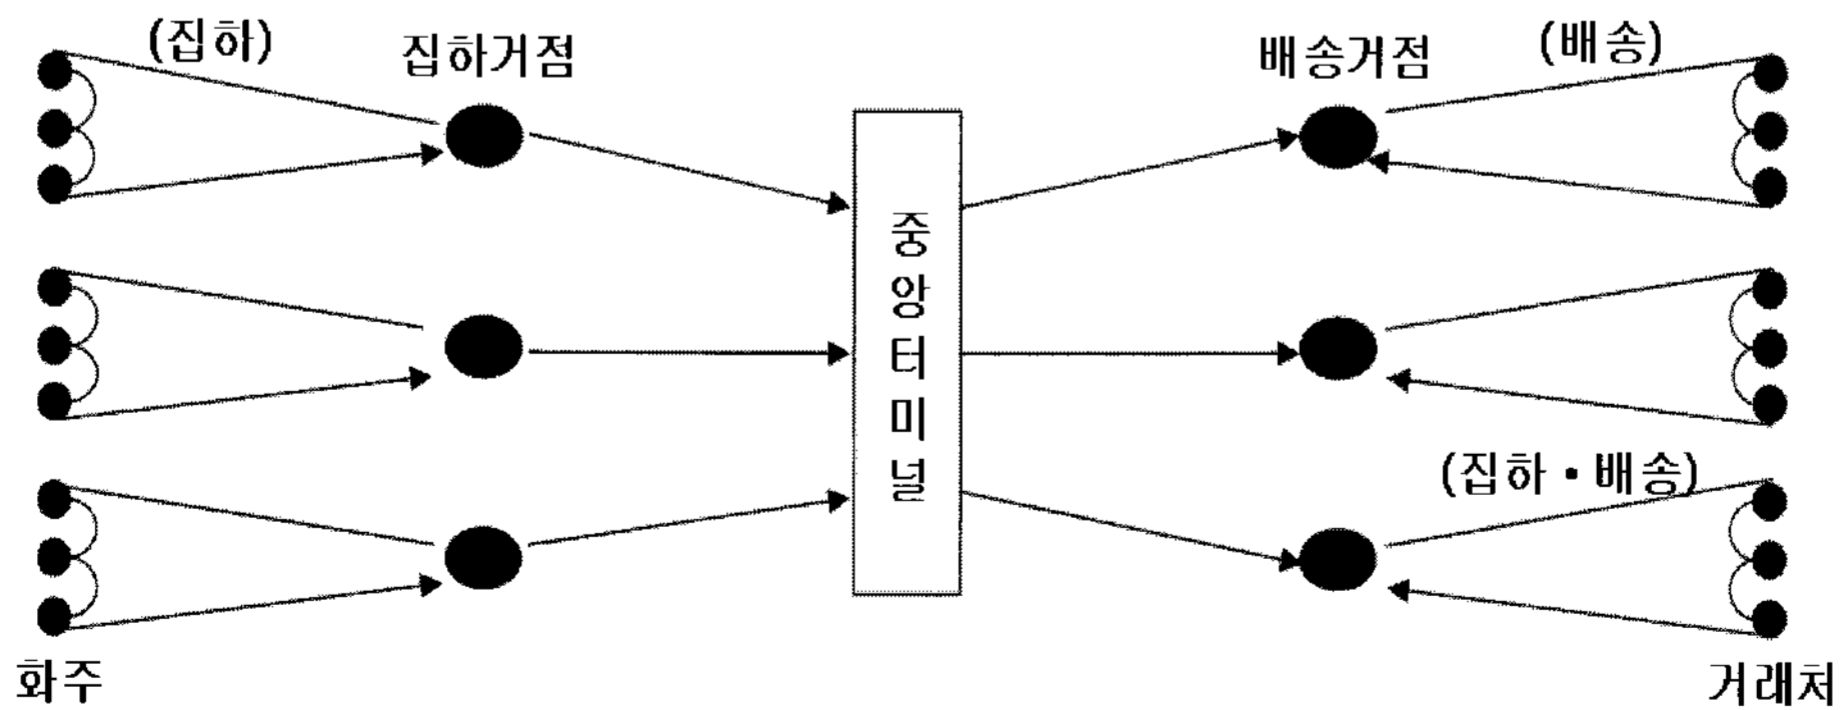 (집하)
집하거점
배송거점
(배송)
중앙터미널
(집하·배송)
화주
거래처